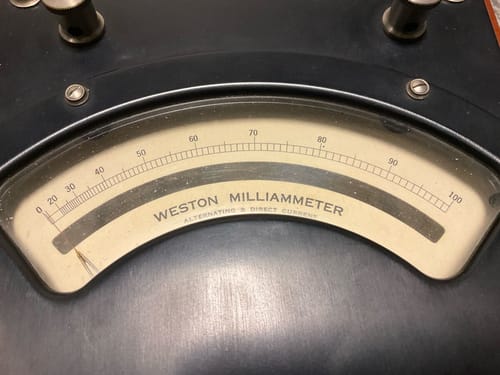 0 20 30 40 50 60 70 80 90 100
WESTON MILLIAMMETER
ALTERNATING & DIRECT CURRENT